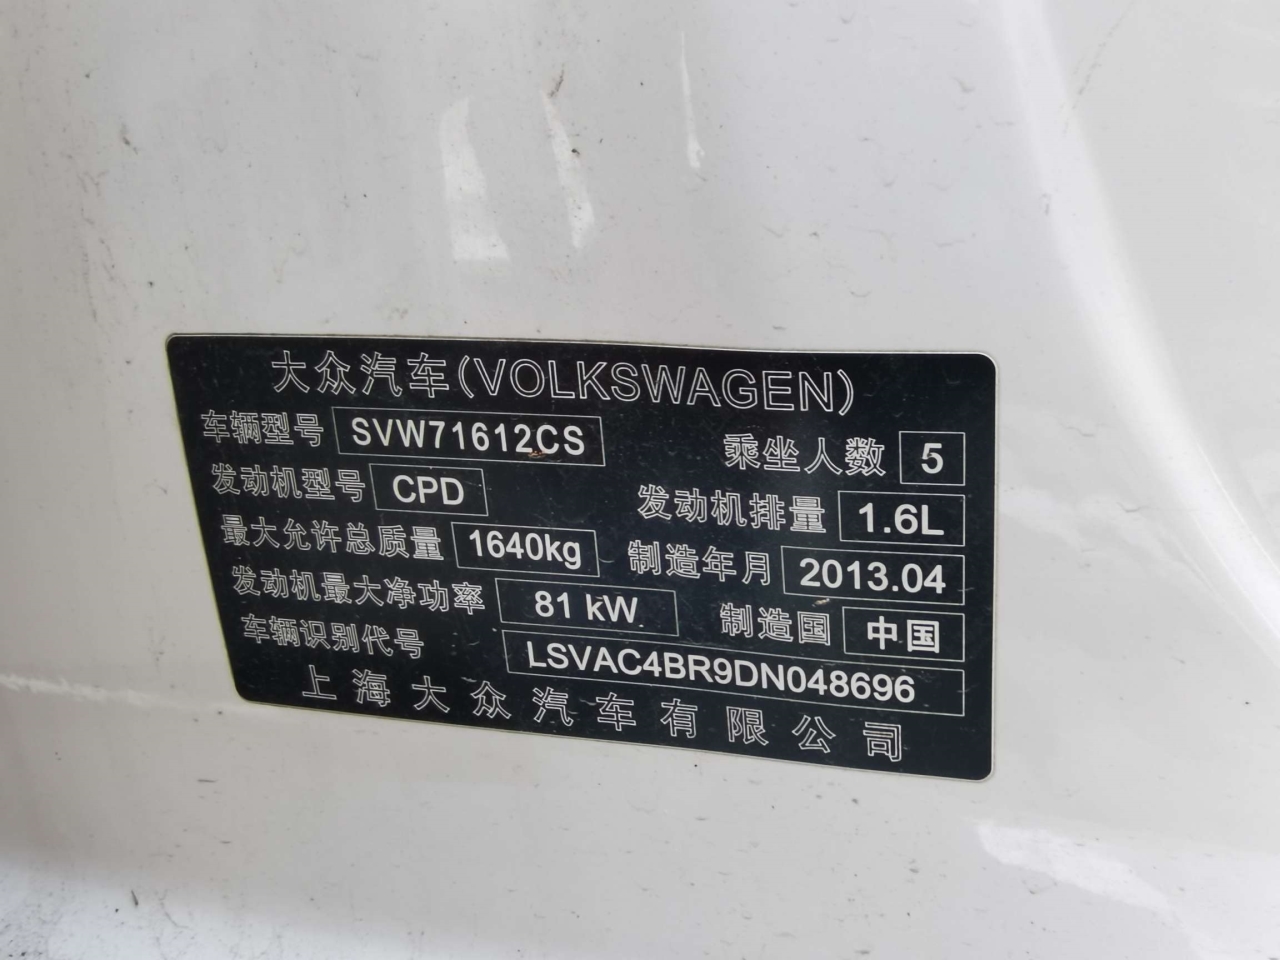 大众汽车(VOLKSWAGEN)
车辆型号 SVW71612CS 乘坐人数 5
发动机型号 CPD 发动机排量 1.6L
最大允许总质量 1640kg 制造年月 2013.04
发动机最大净功率 81 kW 制造国 中国
车辆识别代号 LSVAC4BR9DN048696
上海大众汽车有限公司